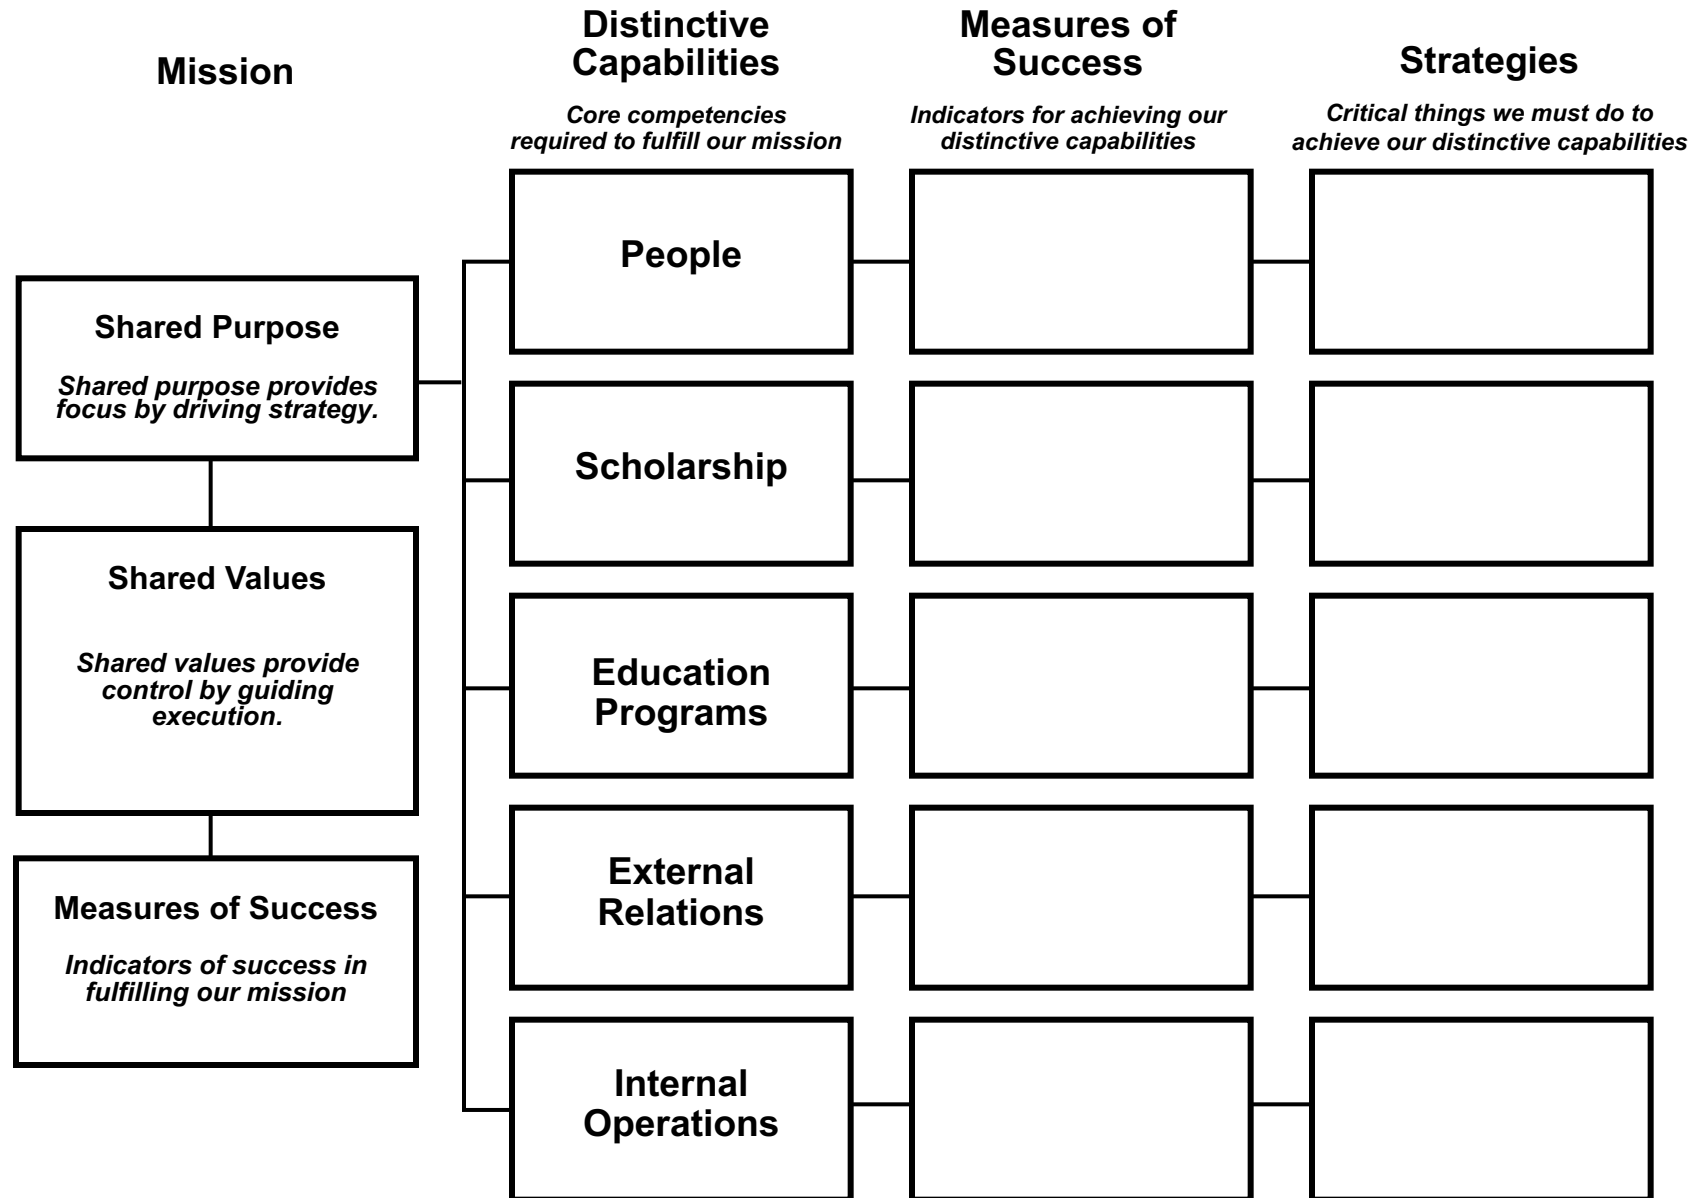 Mission
Distinctive
Capabilities
Core competencies
required to fulfill our mission
Measures of
Success
Indicators for achieving our
distinctive capabilities
Strategies
Critical things we must do to
achieve our distinctive capabilities
Shared Purpose
Shared purpose provides
focus by driving strategy.
Shared Values
Shared values provide
control by guiding
execution.
Measures of Success
Indicators of success in
fulfilling our mission
People
Scholarship
Education
Programs
External
Relations
Internal
Operations